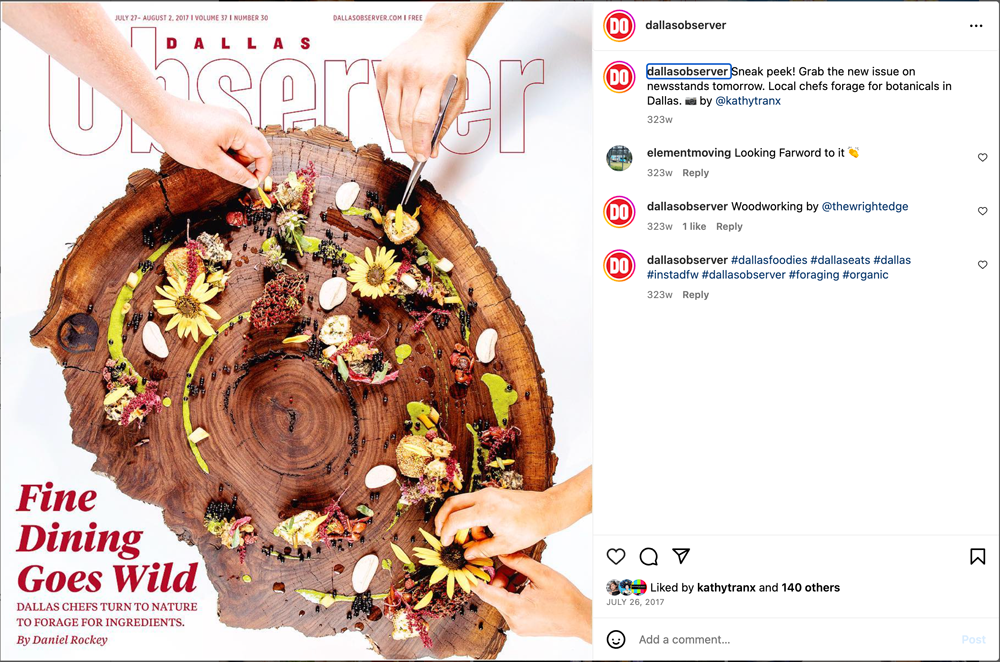 JULY 27– AUGUST 2, 2017 | VOLUME 37 | NUMBER 30
DALLASOBSERVER.COM | FREE
DALLAS
Observer
Fine
Dining
Goes Wild
DALLAS CHEFS TURN TO NATURE
TO FORAGE FOR INGREDIENTS.
By Daniel Rockey
DO dallasobserver
DO dallasobserver Sneak peek! Grab the new issue on
newsstands tomorrow. Local chefs forage for botanicals in
Dallas. 📷 by @kathytranx
323w
elementmoving Looking Farword to it 👏
323w Reply
DO dallasobserver Woodworking by @thewrightedge
323w 1 like Reply
DO dallasobserver #dallasfoodies #dallaseats #dallas
#instadfw #dallasobserver #foraging #organic
323w Reply
Liked by kathytranx and 140 others
JULY 26, 2017
Add a comment...
Post